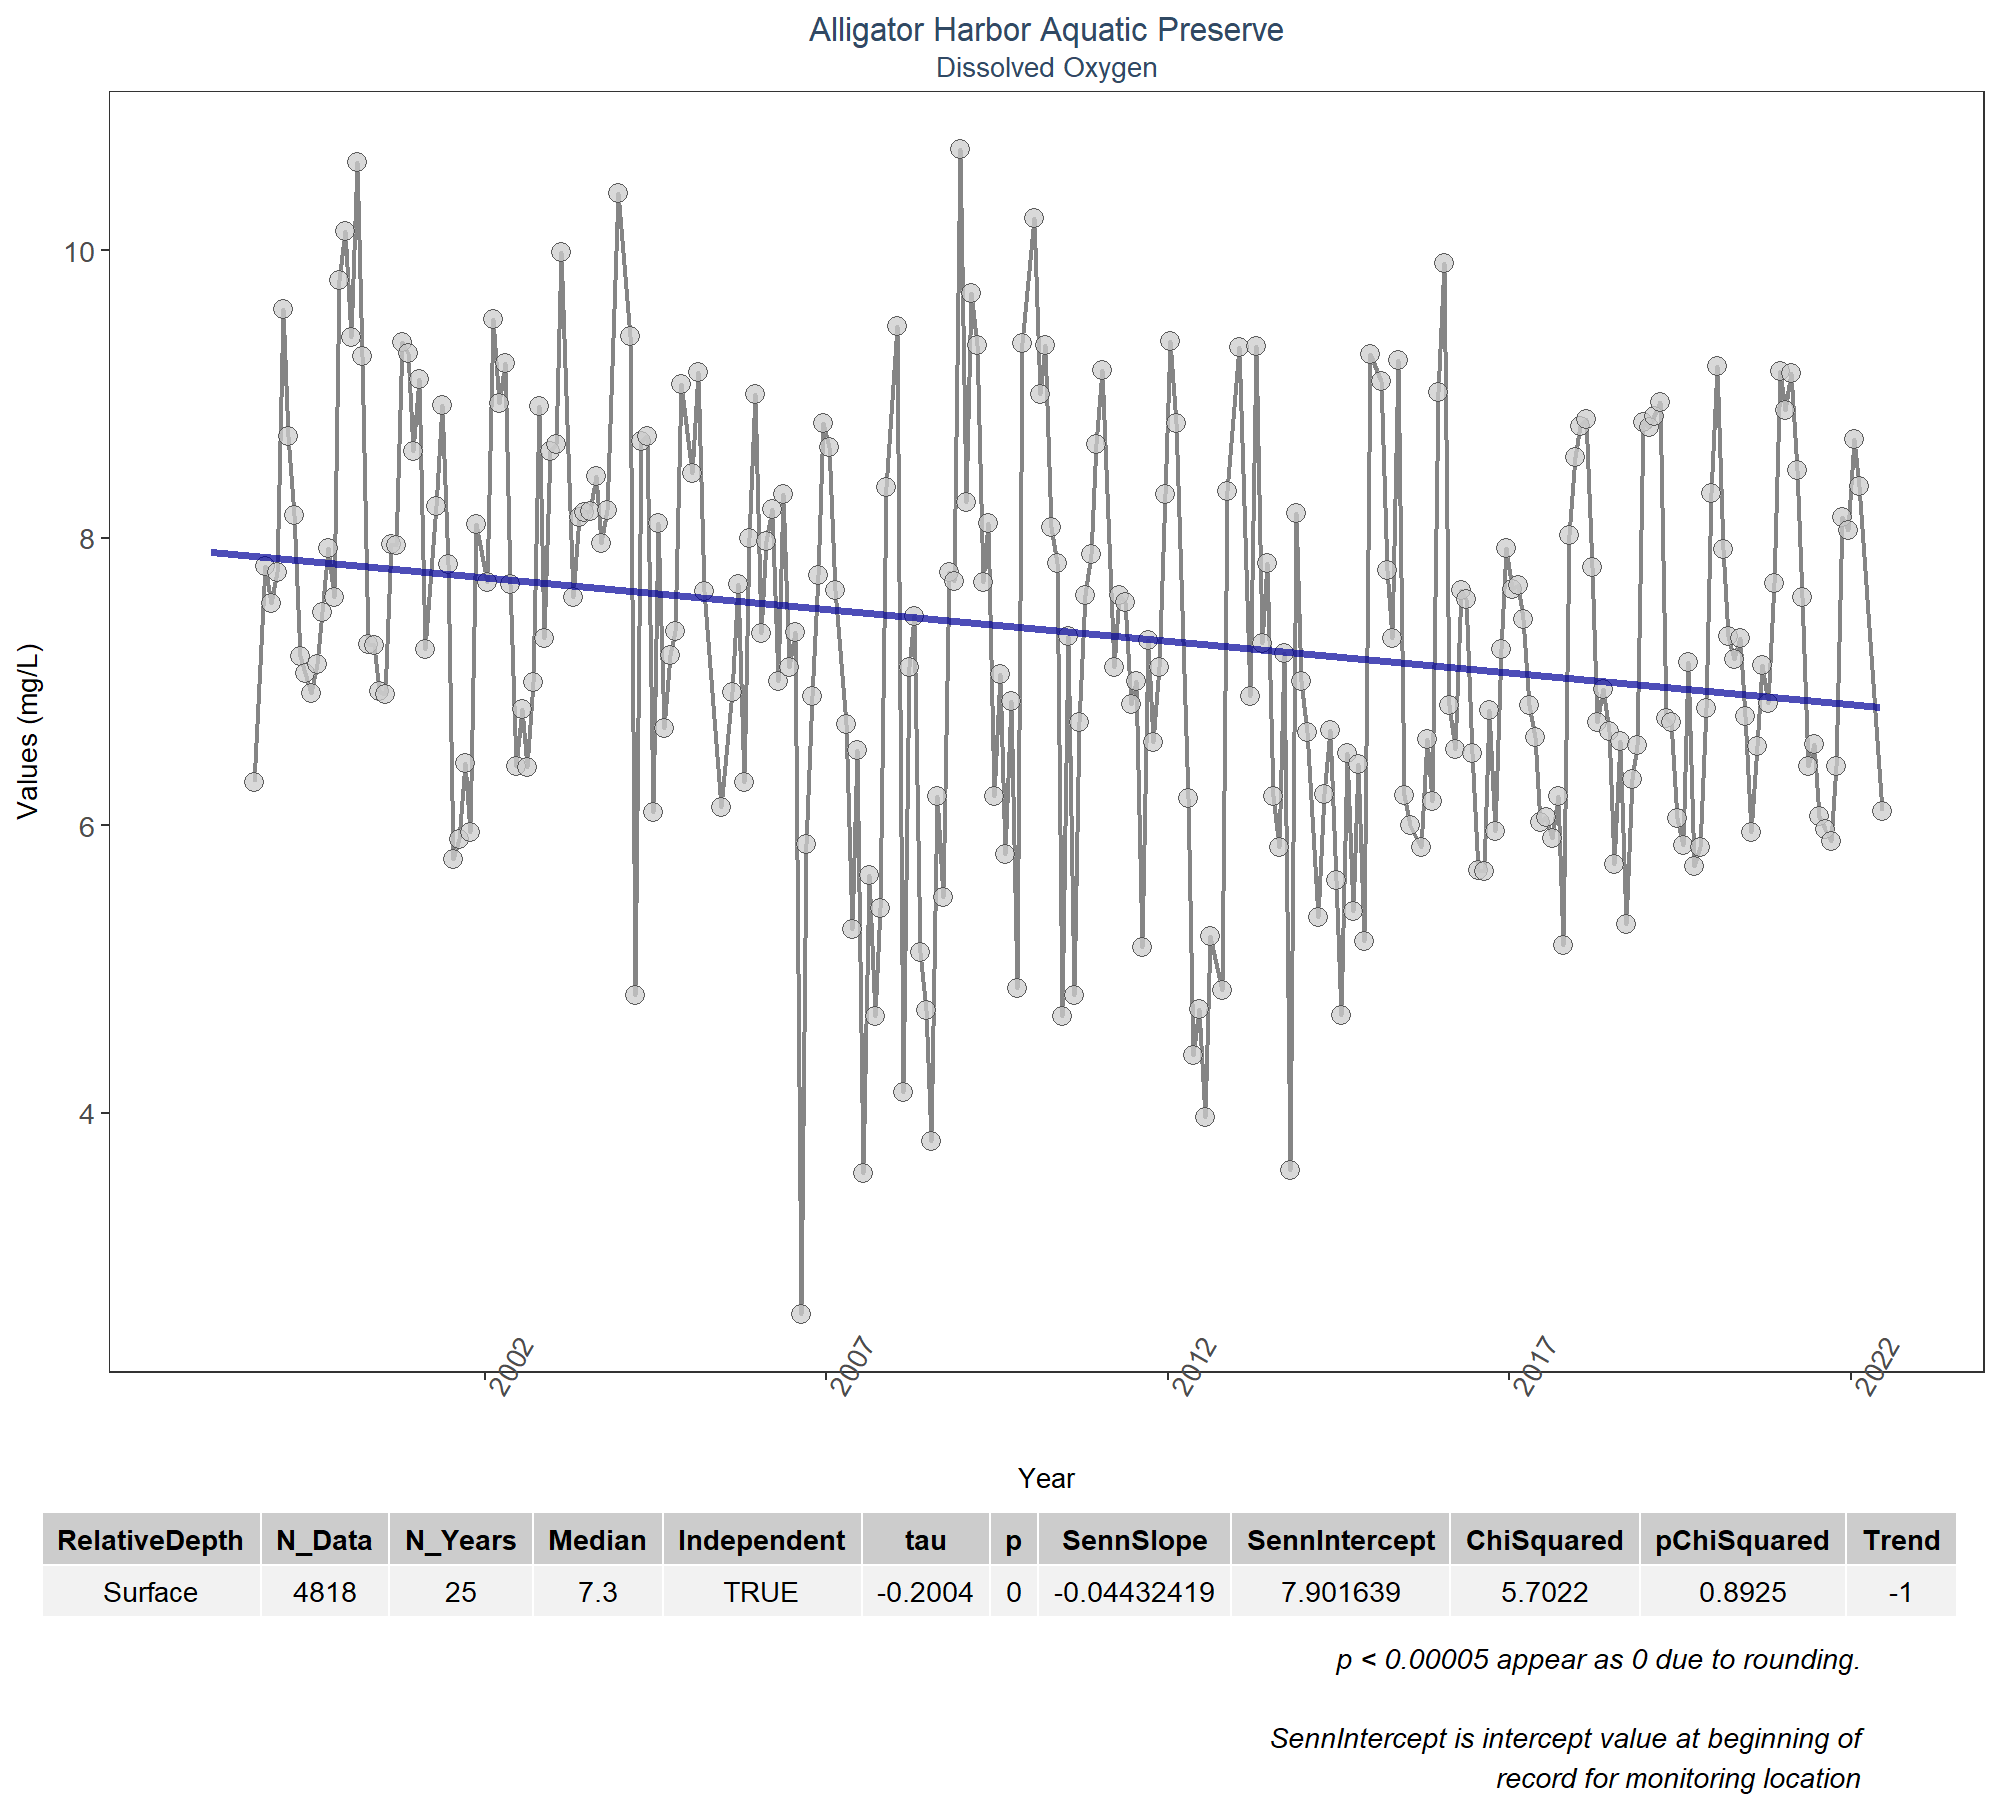 Alligator Harbor Aquatic Preserve
Dissolved Oxygen
Values (mg/L)
10
8
6
4
2002
2007
2012
2017
2022
Year
RelativeDepth N_Data N_Years Median Independent tau p SennSlope SennIntercept ChiSquared pChiSquared Trend
Surface 4818 25 7.3 TRUE -0.2004 0 -0.04432419 7.901639 5.7022 0.8925 -1
p < 0.00005 appear as 0 due to rounding.
SennIntercept is intercept value at beginning of
record for monitoring location